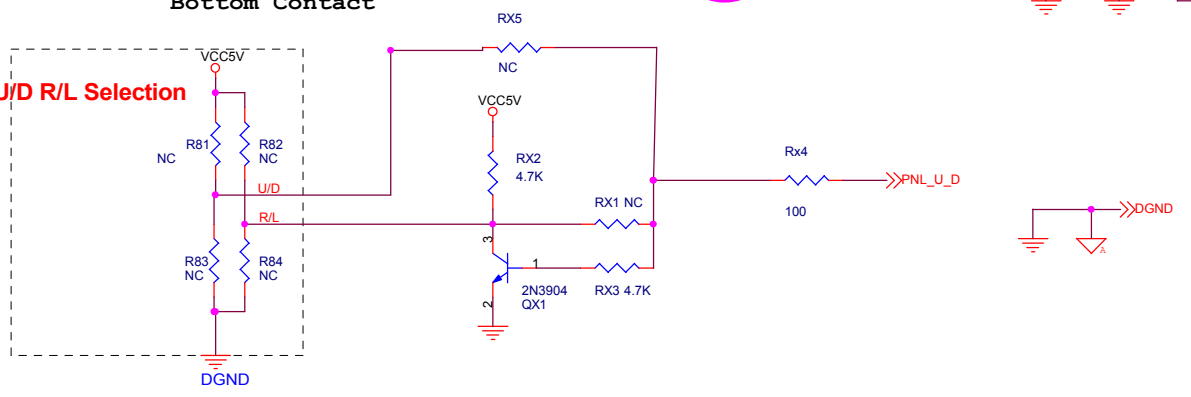 Bottom Contact
RX5
NC
VCC5V
U/D R/L Selection
R81
NC
R82
NC
VCC5V
RX2
4.7K
Rx4
100
PNL_U_D
U/D
R/L
RX1 NC
DGND
3
1
2
2N3904
QX1
RX3 4.7K
R83
NC
R84
NC
A
DGND